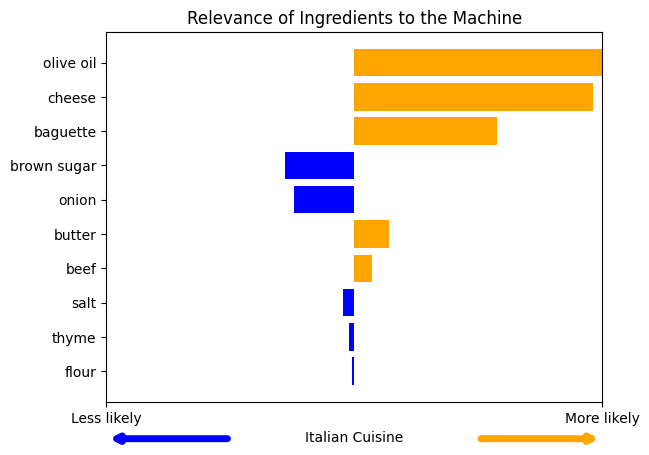 Relevance of Ingredients to the Machine
olive oil
cheese
baguette
brown sugar
onion
butter
beef
salt
thyme
flour
Less likely More likely
Italian Cuisine